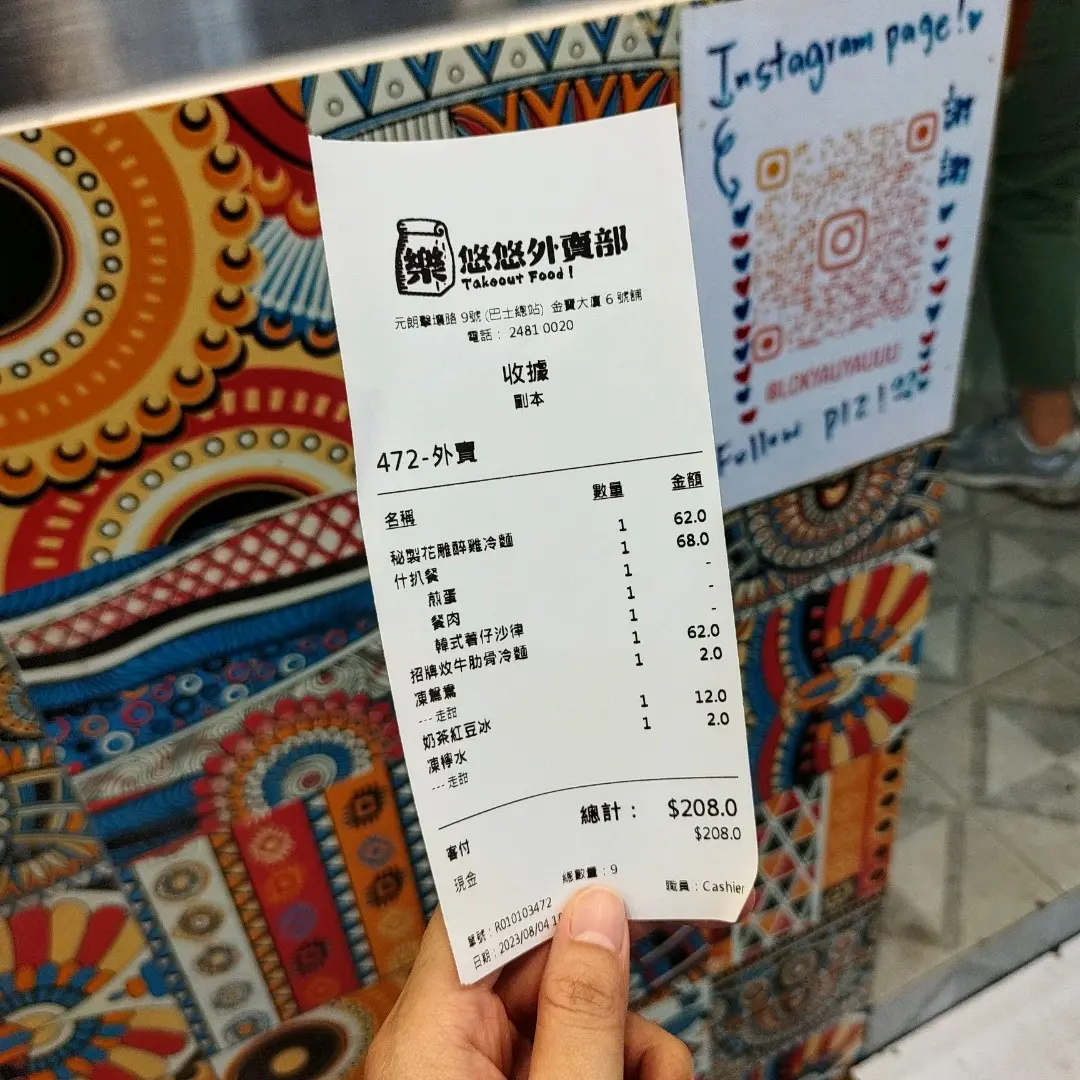 樂 悠悠外賣部
Takeout Food!
元朗擊壤路 9號 (巴士總站) 金寶大廈 6 號舖
電話： 2481 0020
收據
副本
472-外賣
名稱 數量 金額
秘製花雕醉雞冷麵 1 62.0
什扒餐 1 68.0
煎蛋 1 -
餐肉 1 -
韓式薯仔沙律 1 -
招牌炆牛肋骨冷麵 1 62.0
凍鴛鴦 1 2.0
--- 走甜
奶茶紅豆冰 1 12.0
凍檸水 1 2.0
--- 走甜
總計： $208.0
客付 $208.0
現金
總數量：9
單號：R010103472 職員：Cashier
日期：2023/08/04
Instagram page!
@LOKYAUYAUUU
Follow plz!